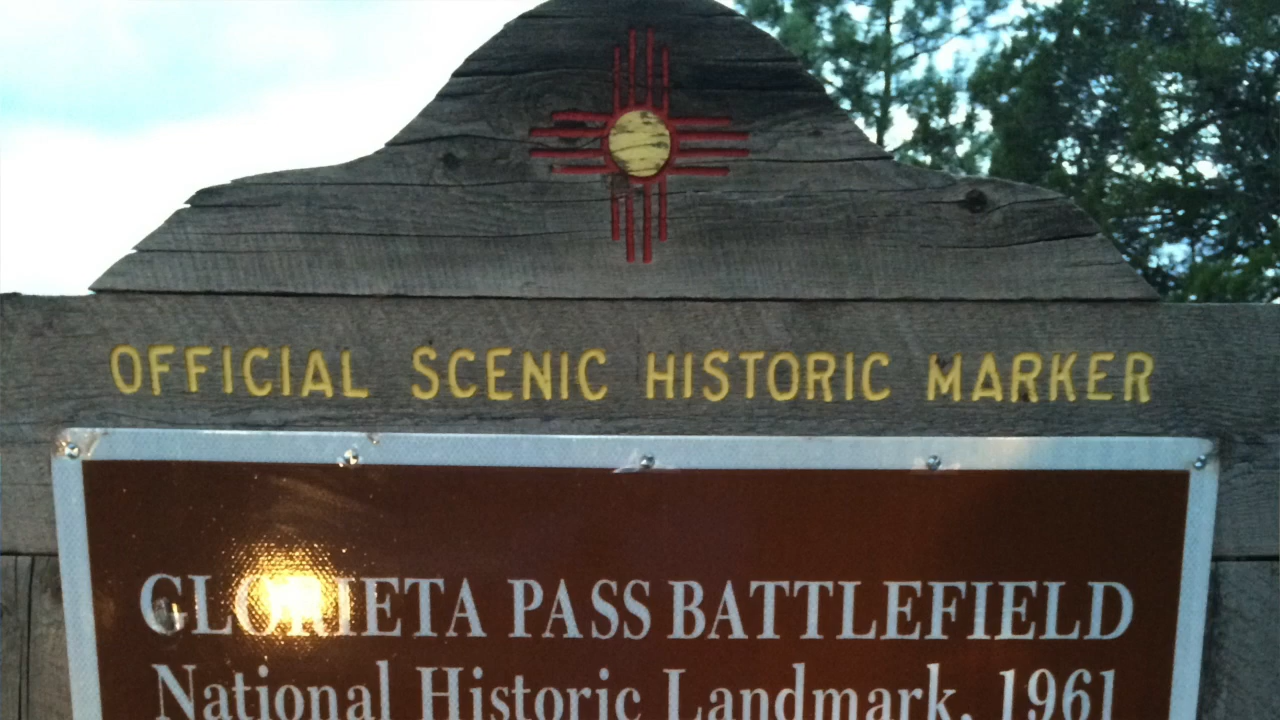 OFFICIAL SCENIC HISTORIC MARKER
GLORIETA PASS BATTLEFIELD
National Historic Landmark, 1961